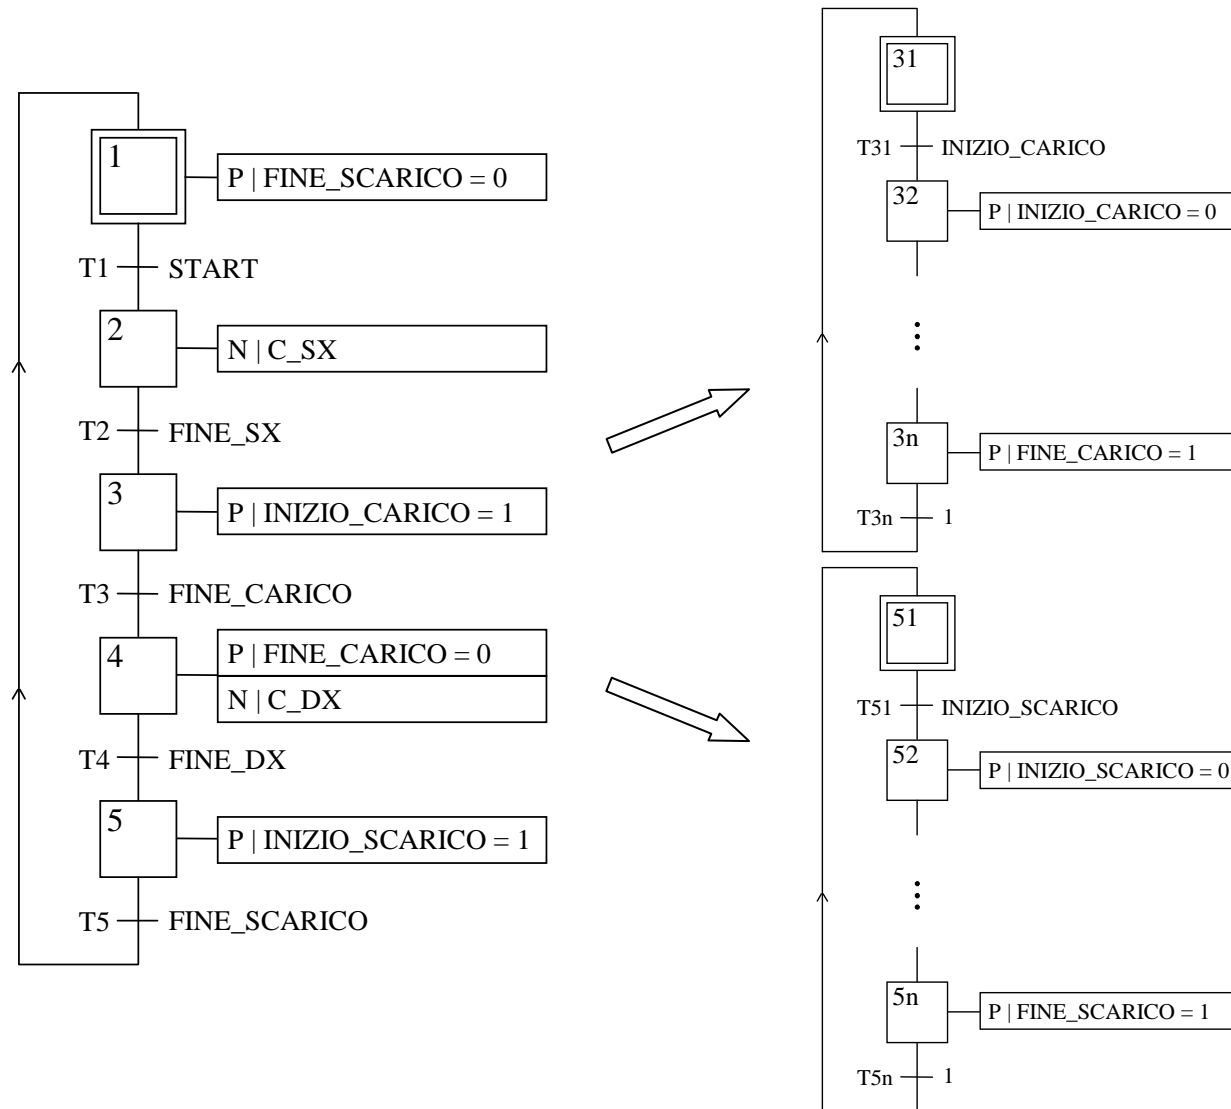 1
P | FINE_SCARICO = 0
T1 START
2
N | C_SX
T2 FINE_SX
3
P | INIZIO_CARICO = 1
T3 FINE_CARICO
4
P | FINE_CARICO = 0
N | C_DX
T4 FINE_DX
5
P | INIZIO_SCARICO = 1
T5 FINE_SCARICO
31
T31 INIZIO_CARICO
32
P | INIZIO_CARICO = 0
3n
P | FINE_CARICO = 1
T3n 1
51
T51 INIZIO_SCARICO
52
P | INIZIO_SCARICO = 0
5n
P | FINE_SCARICO = 1
T5n 1